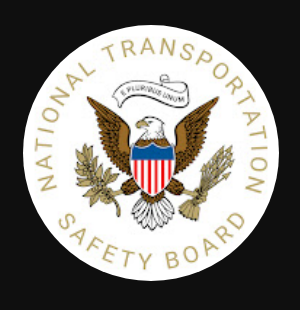 NATIONAL TRANSPORTATION
E PLURIBUS UNUM
SAFETY BOARD